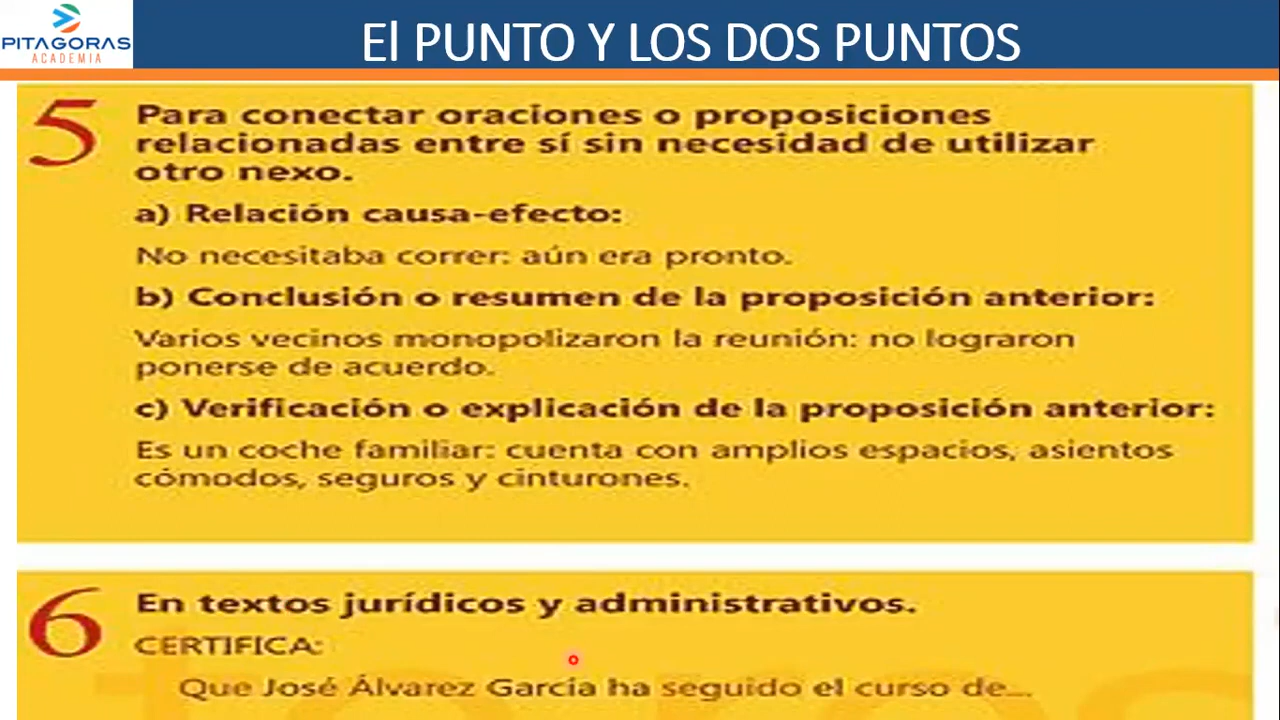 PITAGORAS
ACADEMIA
El PUNTO Y LOS DOS PUNTOS
5
Para conectar oraciones o proposiciones
relacionadas entre sí sin necesidad de utilizar
otro nexo.
a) Relación causa-efecto:
No necesitaba correr: aún era pronto.
b) Conclusión o resumen de la proposición anterior:
Varios vecinos monopolizaron la reunión: no lograron
ponerse de acuerdo.
c) Verificación o explicación de la proposición anterior:
Es un coche familiar: cuenta con amplios espacios, asientos
cómodos, seguros y cinturones.
6
En textos jurídicos y administrativos.
CERTIFICA:
Que José Álvarez García ha seguido el curso de...